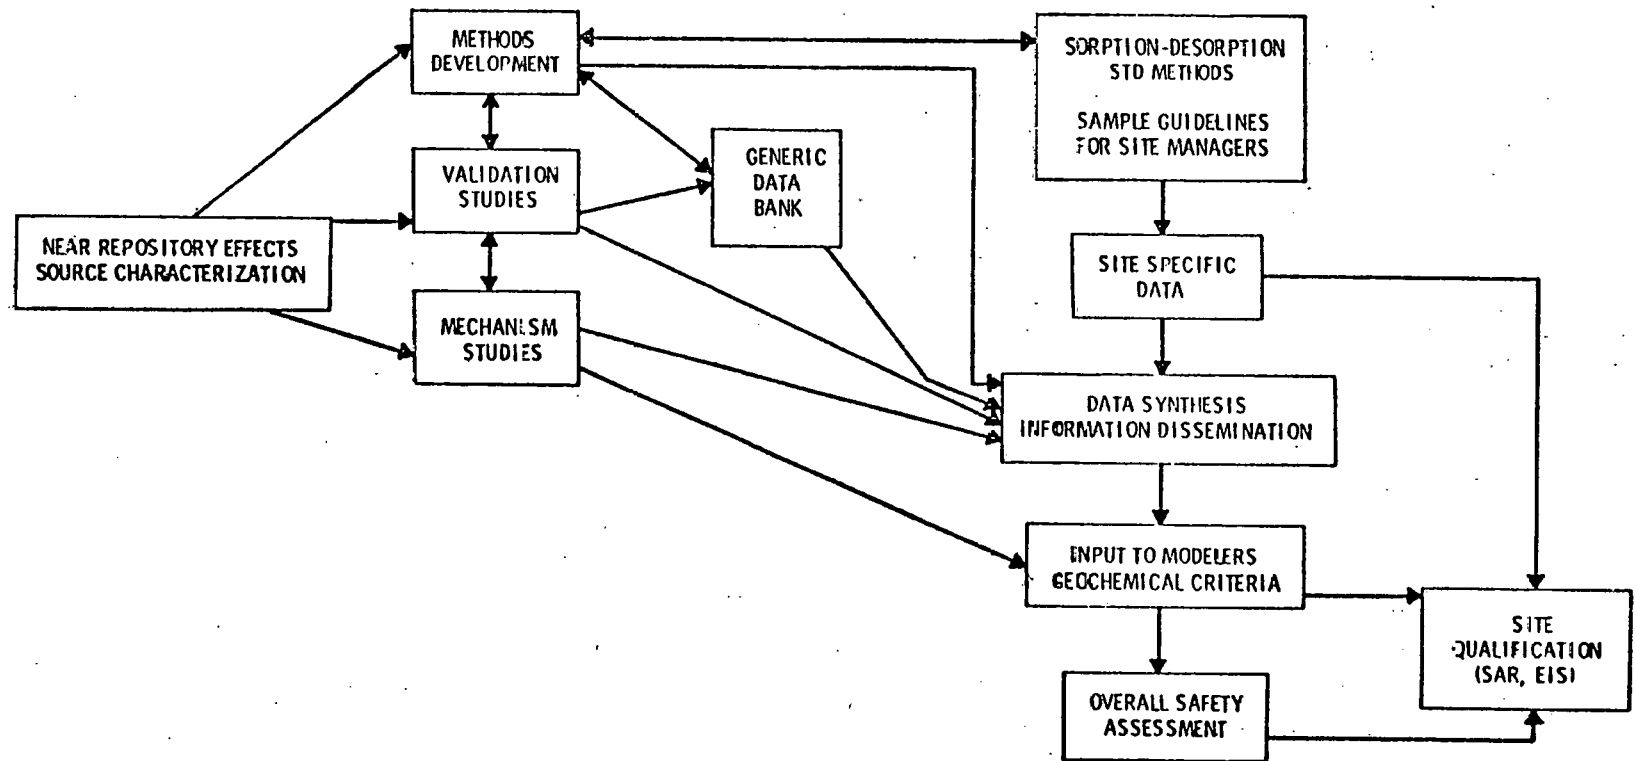 METHODS
DEVELOPMENT
SORPTION-DESORPTION
STD METHODS
SAMPLE GUIDELINES
FOR SITE MANAGERS
GENERIC
DATA
BANK
VALIDATION
STUDIES
NEAR REPOSITORY EFFECTS
SOURCE CHARACTERIZATION
SITE SPECIFIC
DATA
MECHANISM
STUDIES
DATA SYNTHESIS
INFORMATION DISSEMINATION
INPUT TO MODELERS
GEOCHEMICAL CRITERIA
SITE
QUALIFICATION
(SAR, EIS)
OVERALL SAFETY
ASSESSMENT